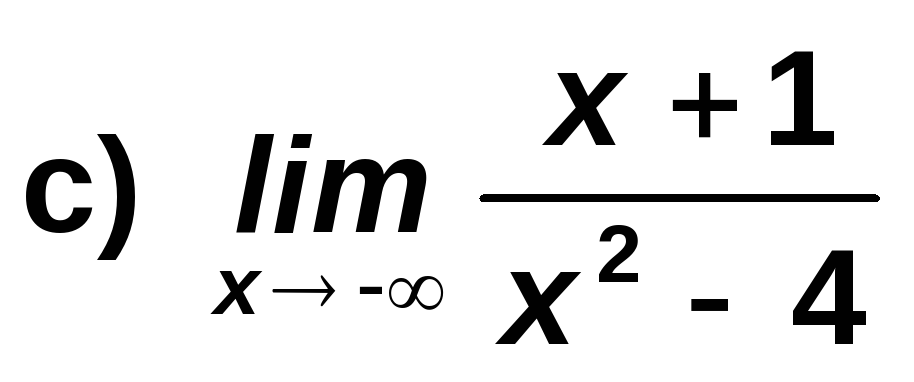 c) lim x → -∞ x + 1
x² - 4